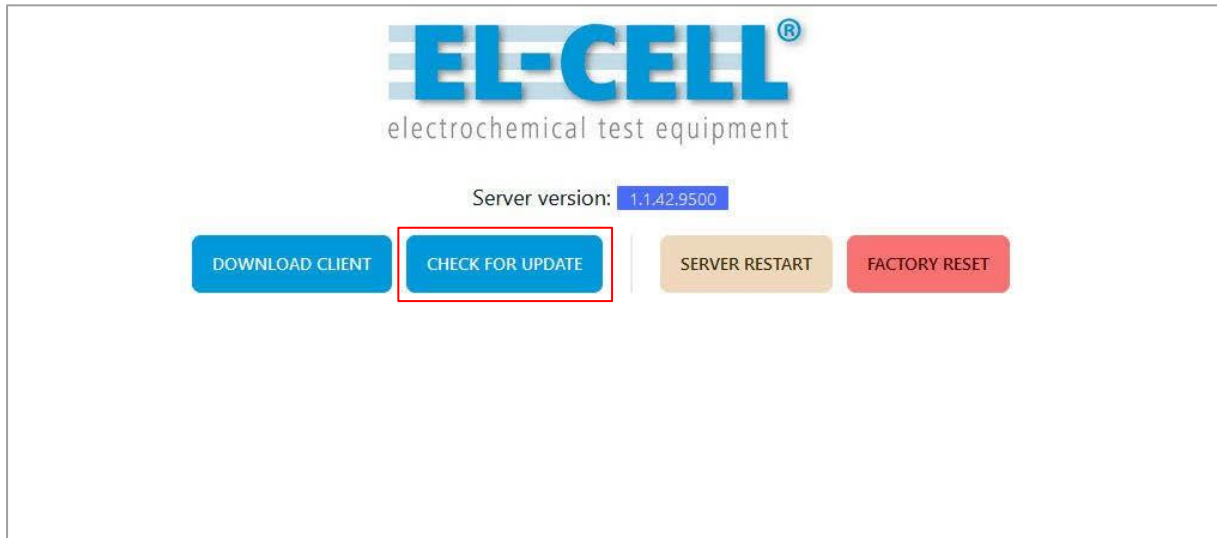 EL-CELL®
electrochemical test equipment
Server version: 1.1.42.9500
DOWNLOAD CLIENT CHECK FOR UPDATE SERVER RESTART FACTORY RESET